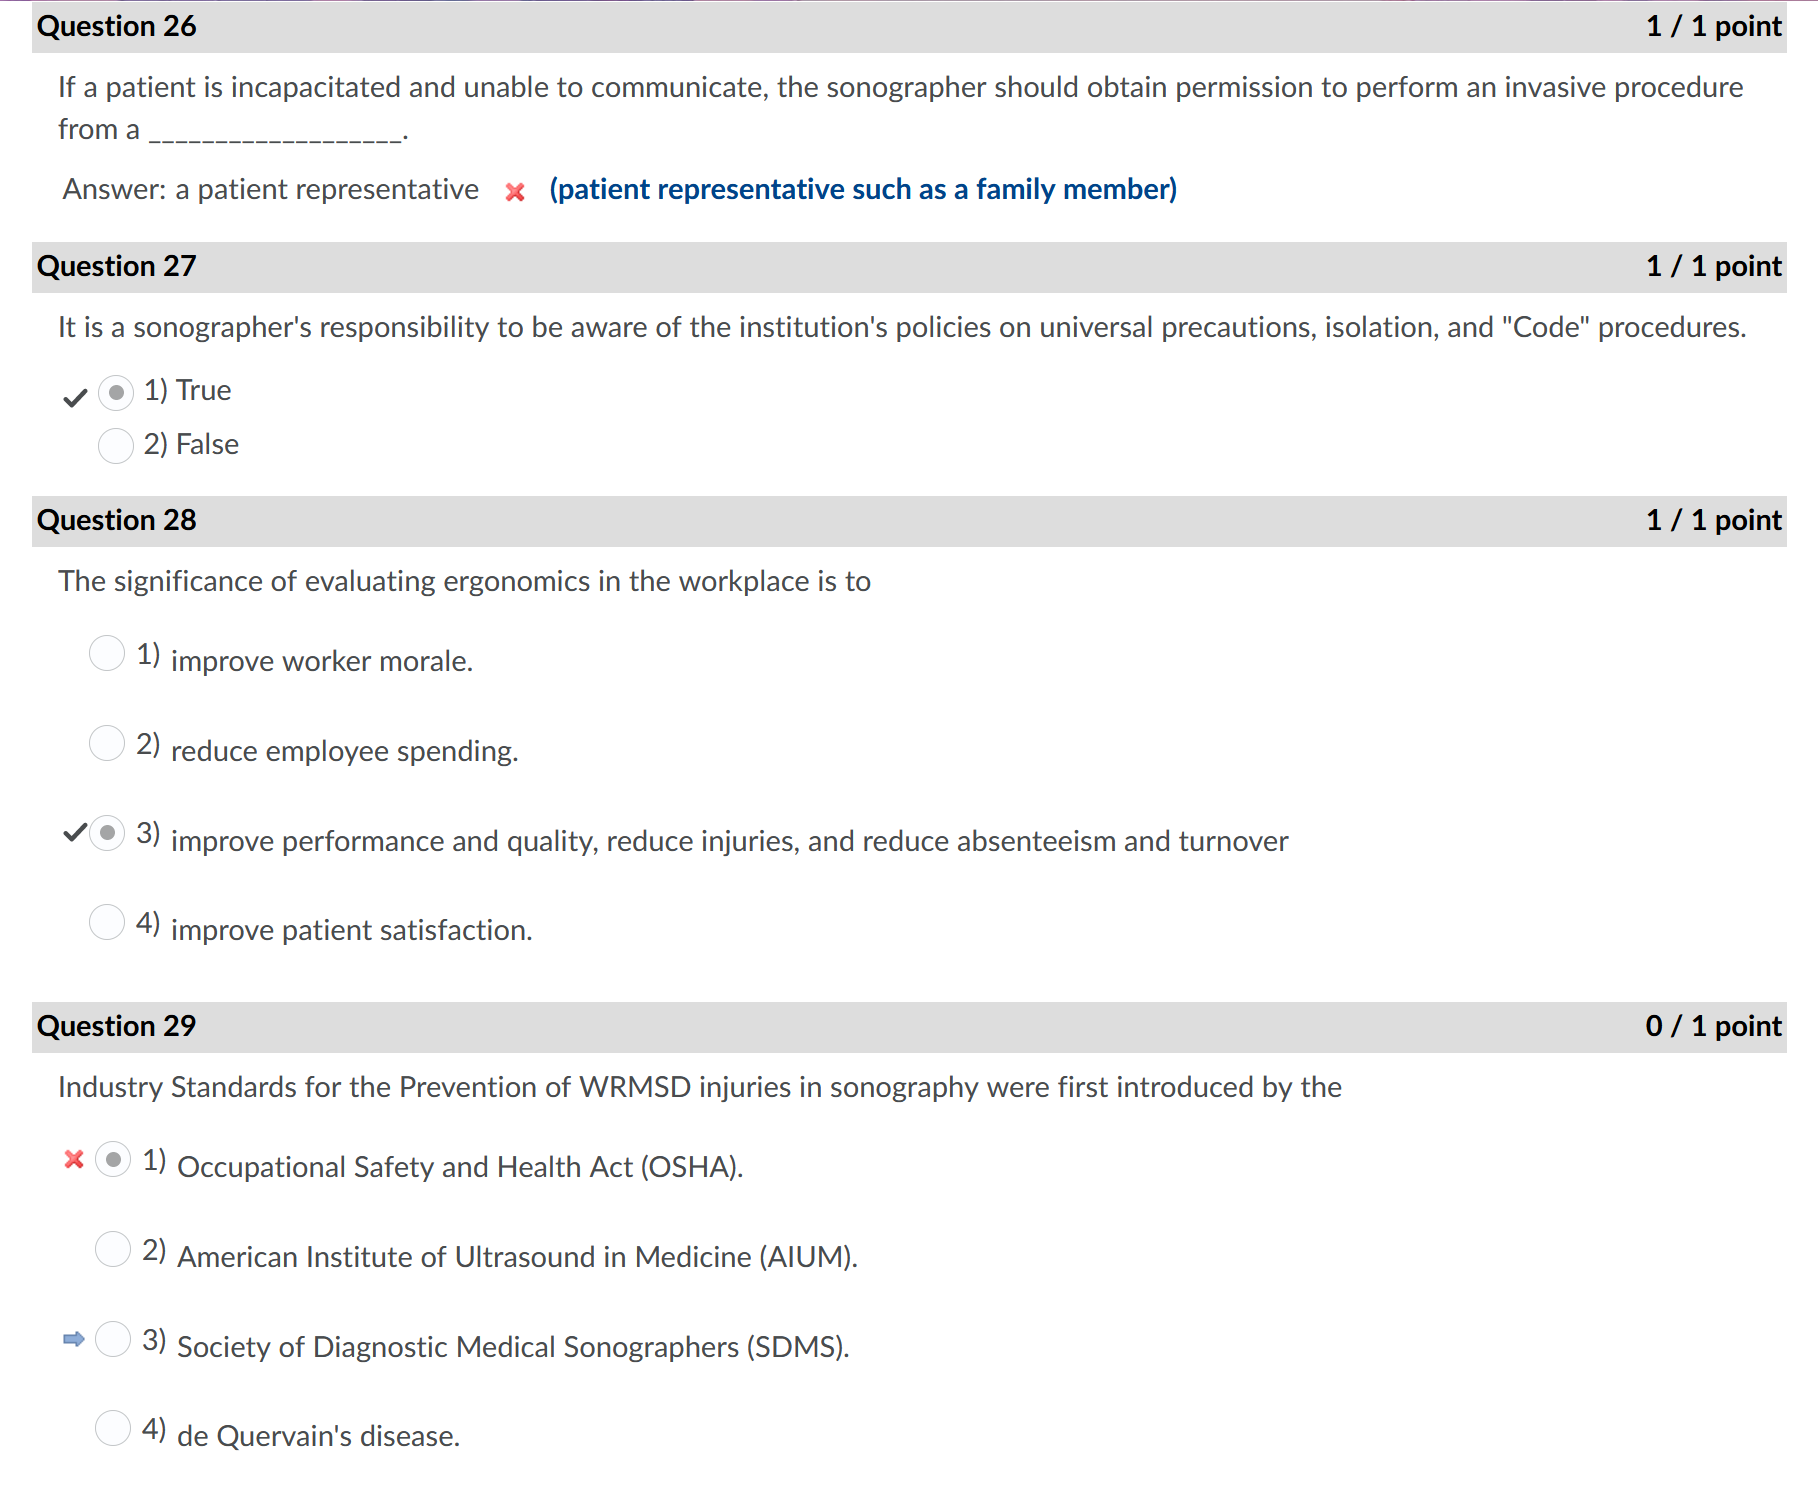 Question 26 1 / 1 point
If a patient is incapacitated and unable to communicate, the sonographer should obtain permission to perform an invasive procedure
from a ___________________.
Answer: a patient representative (patient representative such as a family member)
Question 27 1 / 1 point
It is a sonographer's responsibility to be aware of the institution's policies on universal precautions, isolation, and "Code" procedures.
1) True
2) False
Question 28 1 / 1 point
The significance of evaluating ergonomics in the workplace is to
1) improve worker morale.
2) reduce employee spending.
3) improve performance and quality, reduce injuries, and reduce absenteeism and turnover
4) improve patient satisfaction.
Question 29 0 / 1 point
Industry Standards for the Prevention of WRMSD injuries in sonography were first introduced by the
1) Occupational Safety and Health Act (OSHA).
2) American Institute of Ultrasound in Medicine (AIUM).
3) Society of Diagnostic Medical Sonographers (SDMS).
4) de Quervain's disease.